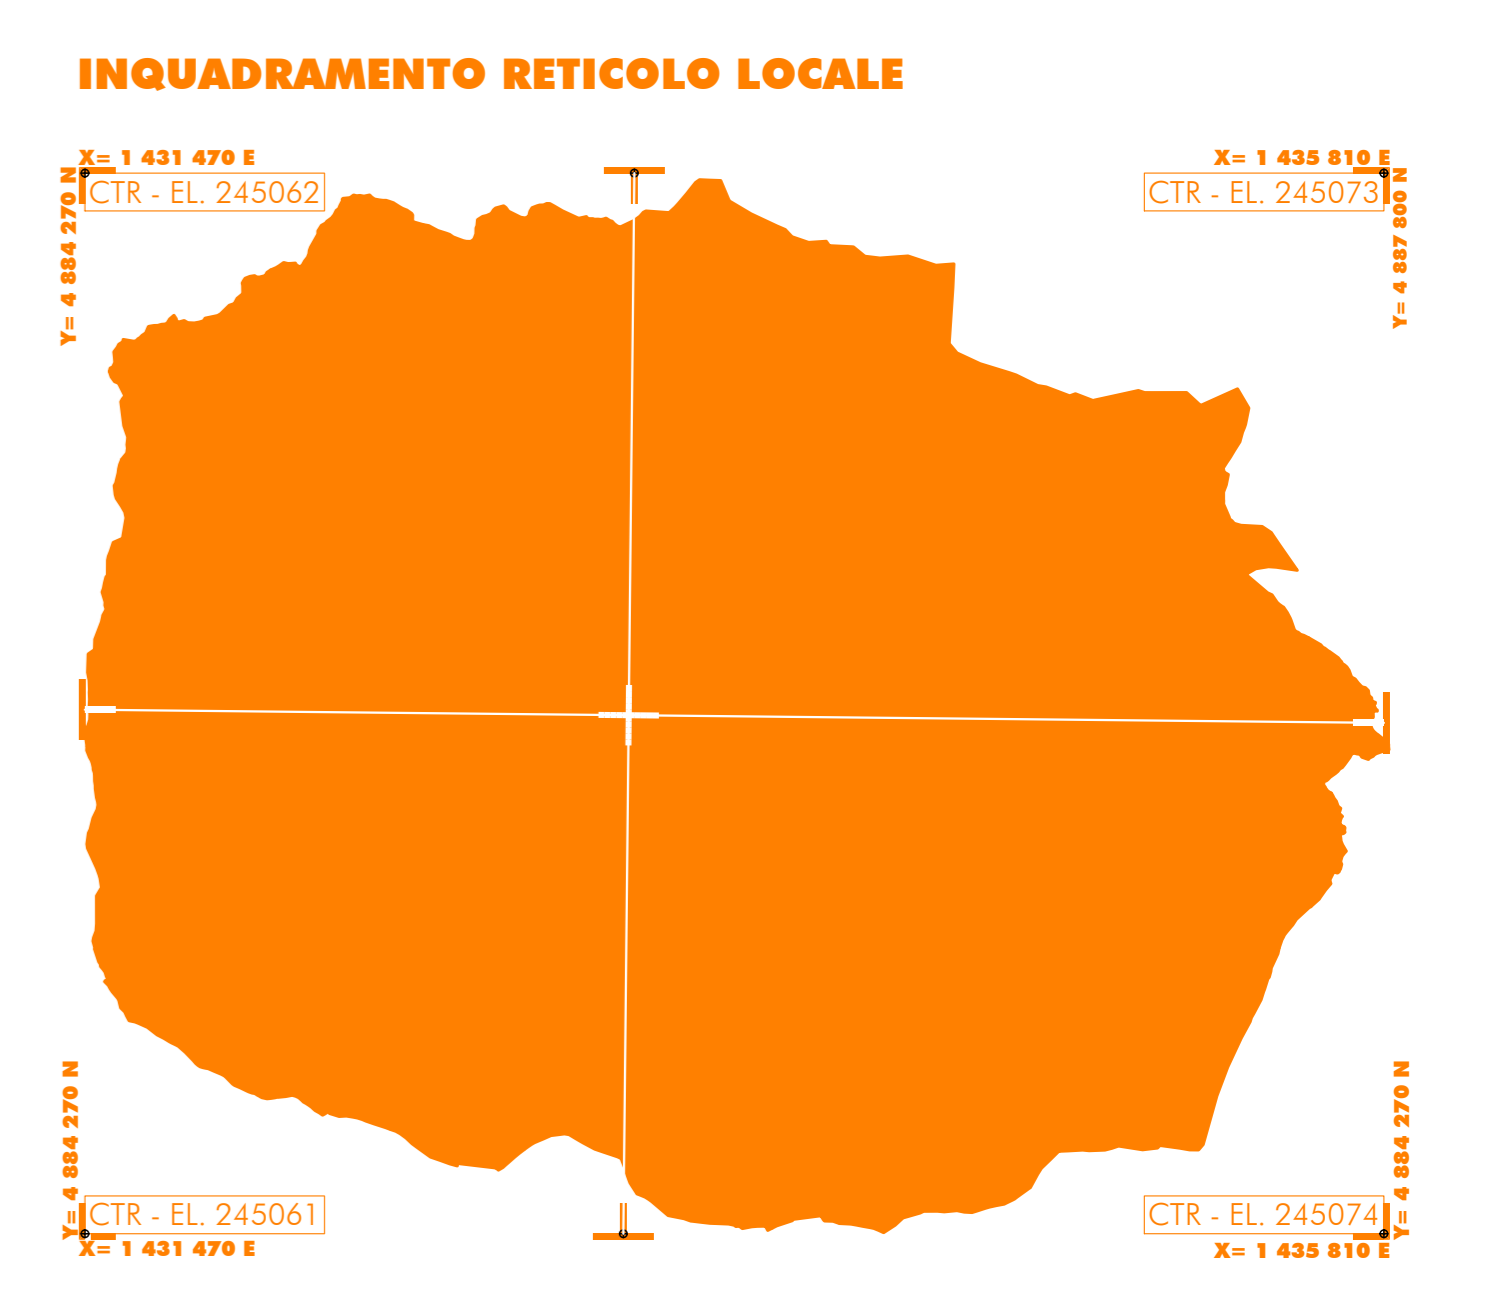 INQUADRAMENTO RETICOLO LOCALE
X= 1 431 470 E
X= 1 435 810 E
Y= 4 884 270 N
CTR - EL. 245062
CTR - EL. 245073
Y= 4 887 800 N
Y= 4 884 270 N
CTR - EL. 245061
CTR - EL. 245074
Y= 4 884 270 N
X= 1 431 470 E
X= 1 435 810 E